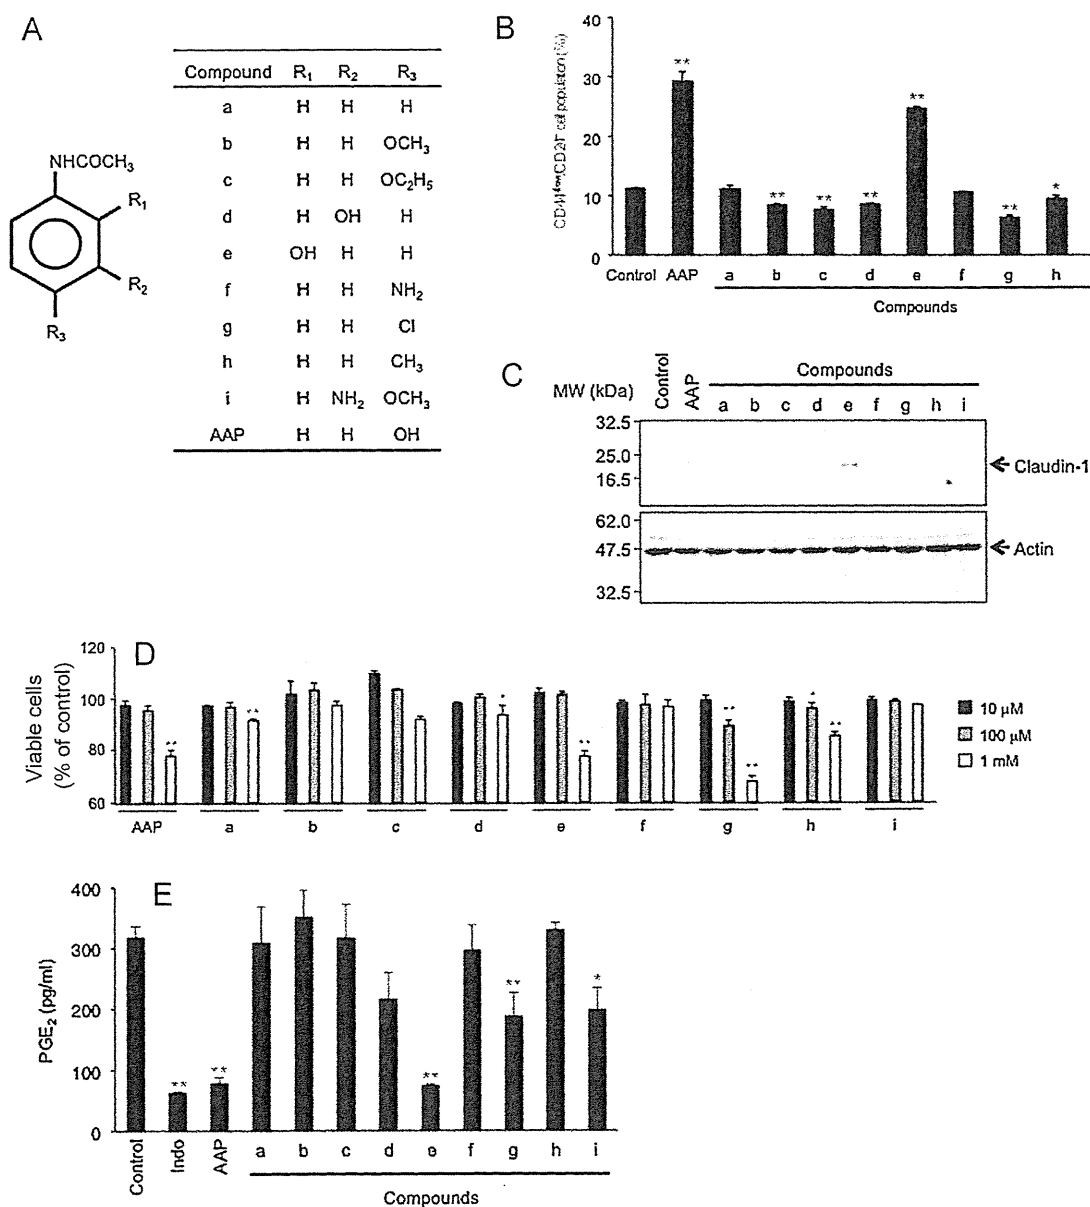 A
Compound R₁ R₂ R₃
a H H H
b H H OCH₃
c H H OC₂H₅
d H OH H
e OH H H
f H H NH₂
g H H Cl
h H H CH₃
i H NH₂ OCH₃
AAP H H OH
NHCOCH₃
R₁
R₂
R₃
B
cell population (%)
40
30
20
10
0
** ** ** ** ** ** *
Control AAP a b c d e f g h
Compounds
C
Compounds
MW (kDa) Control AAP a b c d e f g h i
32.5
25.0
16.5
Claudin-1
62.0
47.5
32.5
Actin
D
Viable cells
(% of control)
120
100
80
60
** ** * ** ** ** * **
10 µM
100 µM
1 mM
AAP a b c d e f g h i
E
PGE₂ (pg/ml)
400
300
200
100
0
** ** ** ** *
Control Indo AAP a b c d e f g h i
Compounds